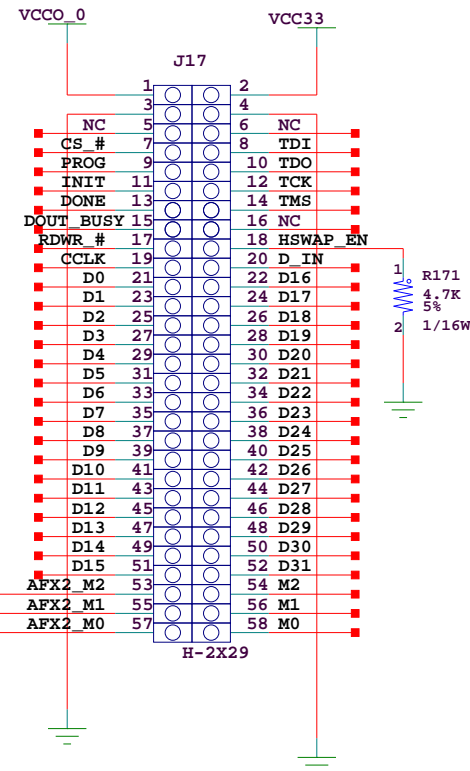 VCCO_0 VCC33
J17
1 2
3 4
NC 5 6 NC
CS_# 7 8 TDI
PROG 9 10 TDO
INIT 11 12 TCK
DONE 13 14 TMS
DOUT_BUSY 15 16 NC
RDWR_# 17 18 HSWAP_EN
CCLK 19 20 D_IN
D0 21 22 D16
D1 23 24 D17
D2 25 26 D18
D3 27 28 D19
D4 29 30 D20
D5 31 32 D21
D6 33 34 D22
D7 35 36 D23
D8 37 38 D24
D9 39 40 D25
D10 41 42 D26
D11 43 44 D27
D12 45 46 D28
D13 47 48 D29
D14 49 50 D30
D15 51 52 D31
AFX2_M2 53 54 M2
AFX2_M1 55 56 M1
AFX2_M0 57 58 M0
H-2X29
1
R171
4.7K
5%
2 1/16W